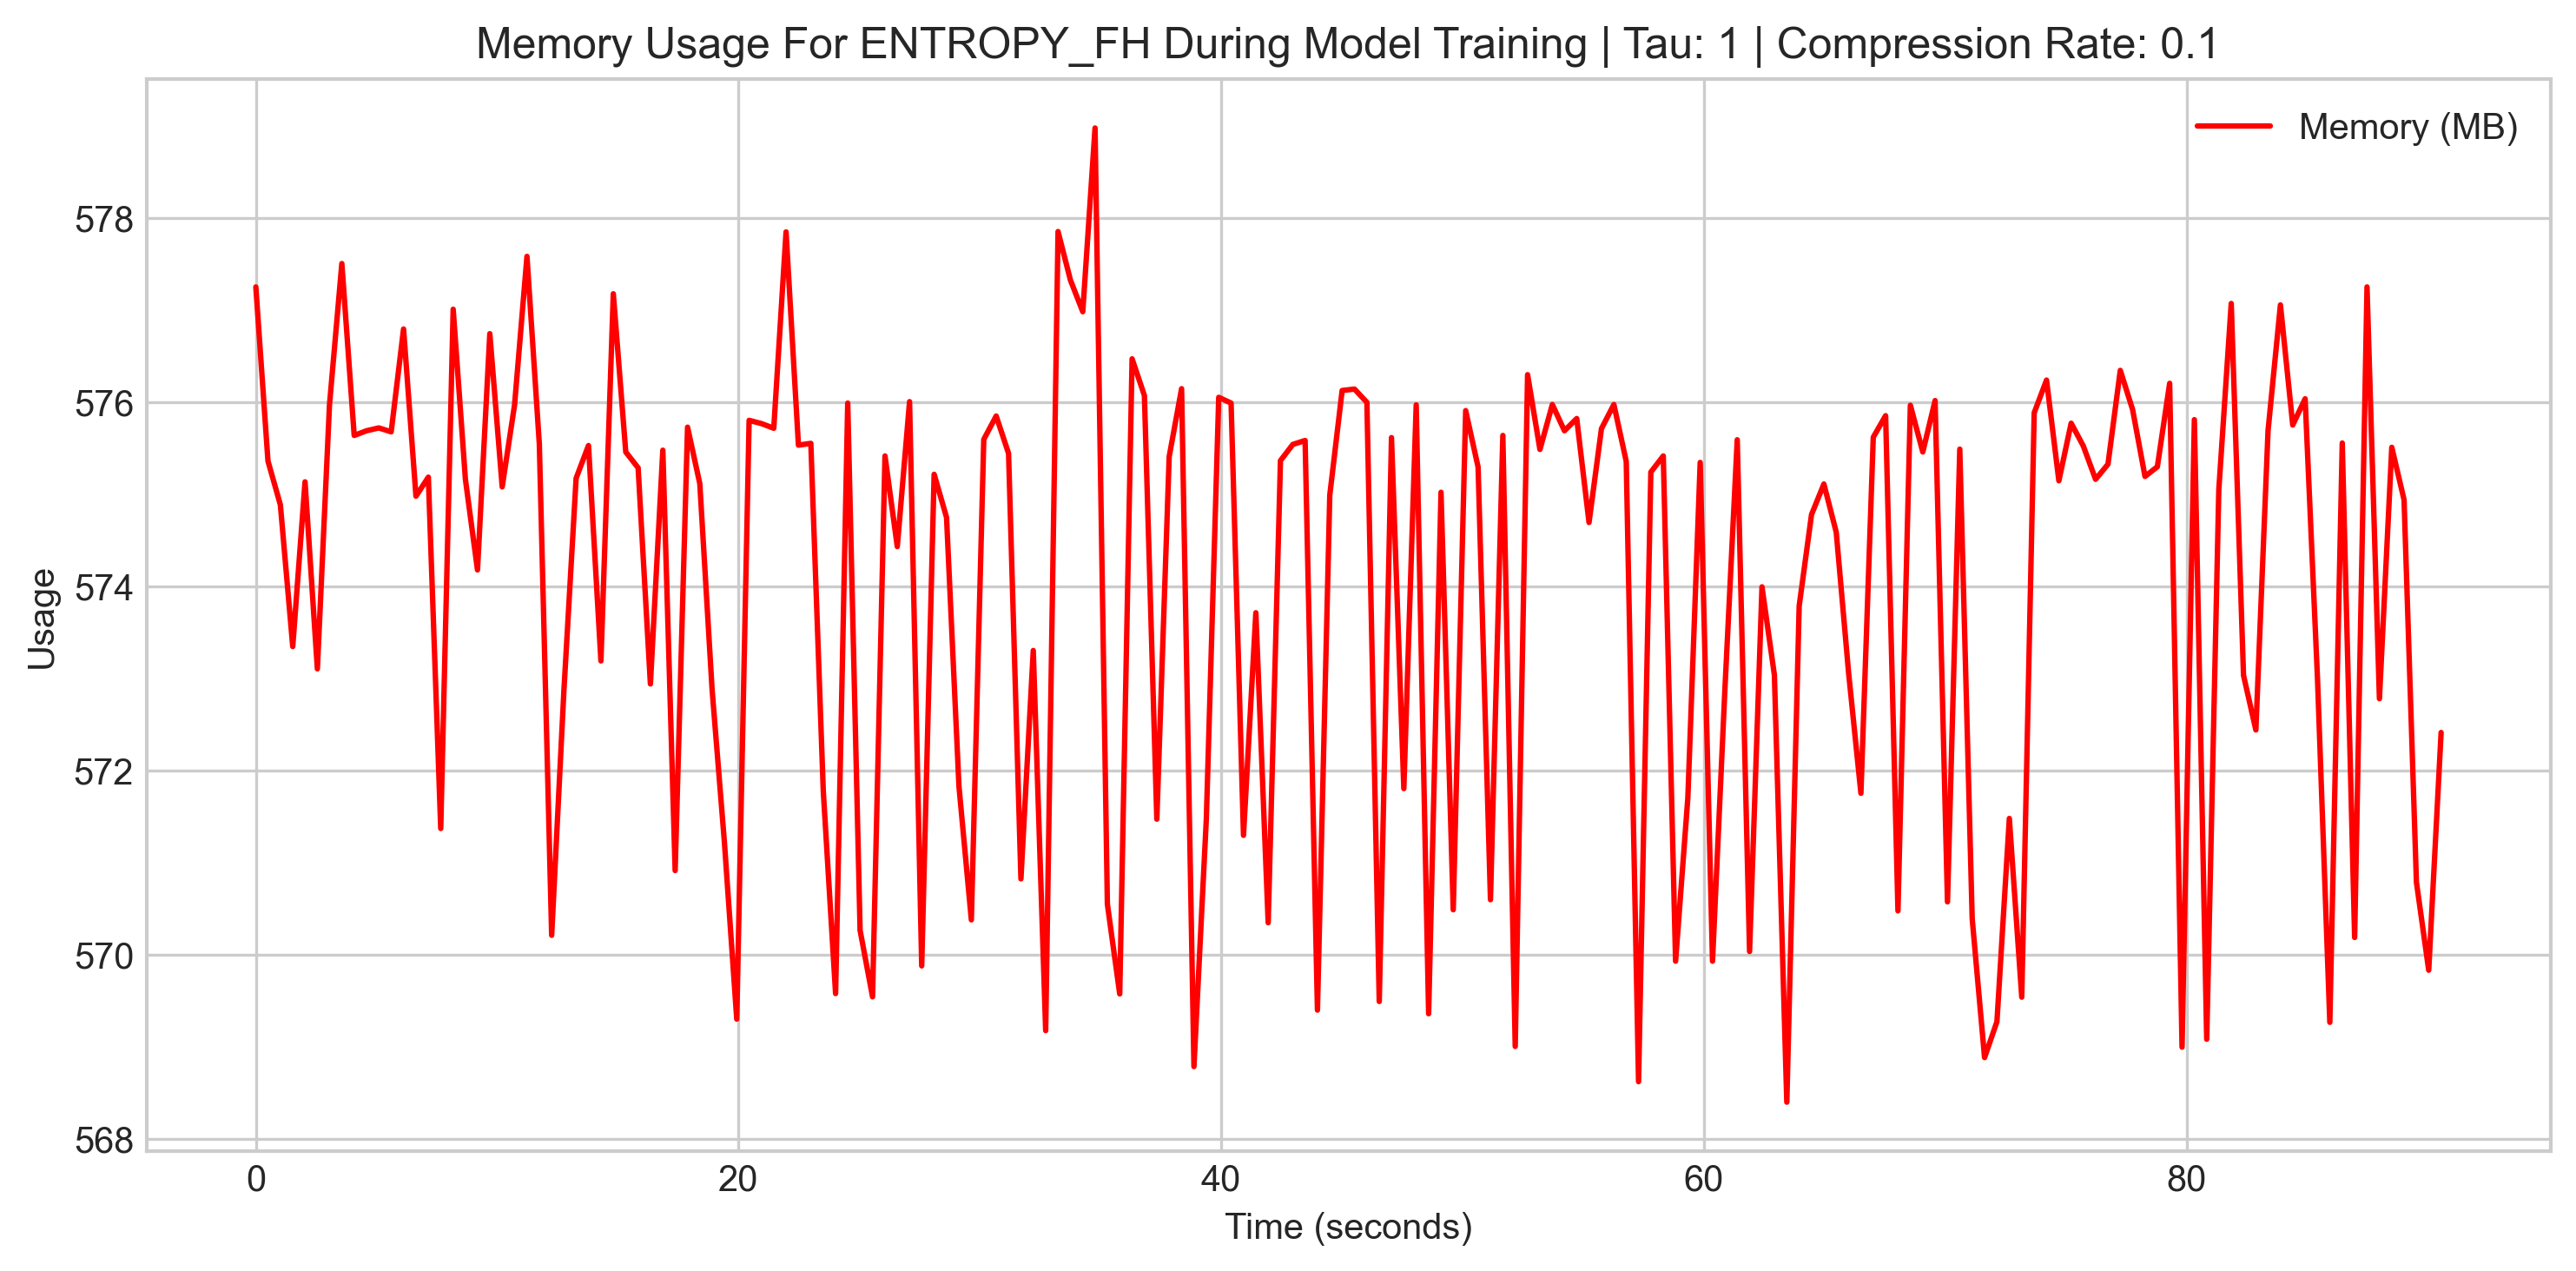 Memory Usage For ENTROPY_FH During Model Training | Tau: 1 | Compression Rate: 0.1
Memory (MB)
578
576
574
572
570
568
Usage
0 20 40 60 80
Time (seconds)